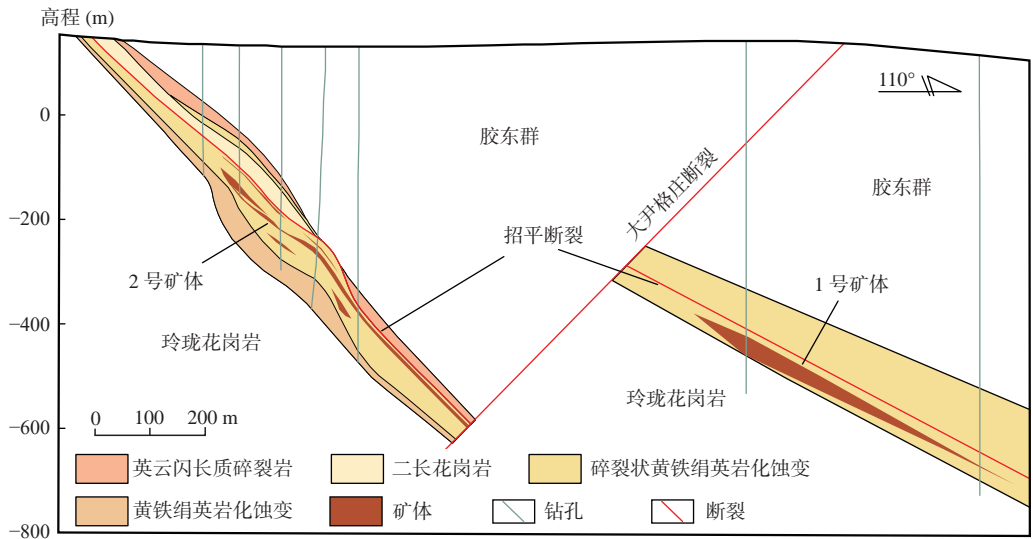 高程 (m)
110°
0
胶东群
胶东群
大尹格庄断裂
−200
招平断裂
2 号矿体
1 号矿体
−400
玲珑花岗岩
玲珑花岗岩
0 100 200 m
−600
英云闪长质碎裂岩 二长花岗岩 碎裂状黄铁绢英岩化蚀变
黄铁绢英岩化蚀变 矿体 钻孔 断裂
−800